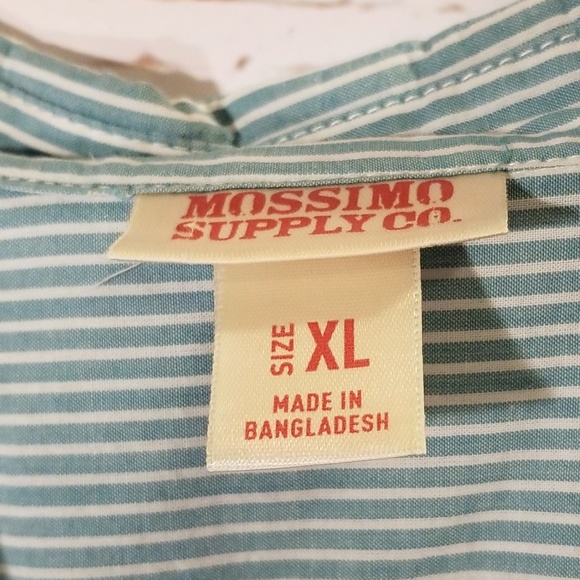 MOSSIMO
SUPPLY CO.
SIZE XL
MADE IN
BANGLADESH